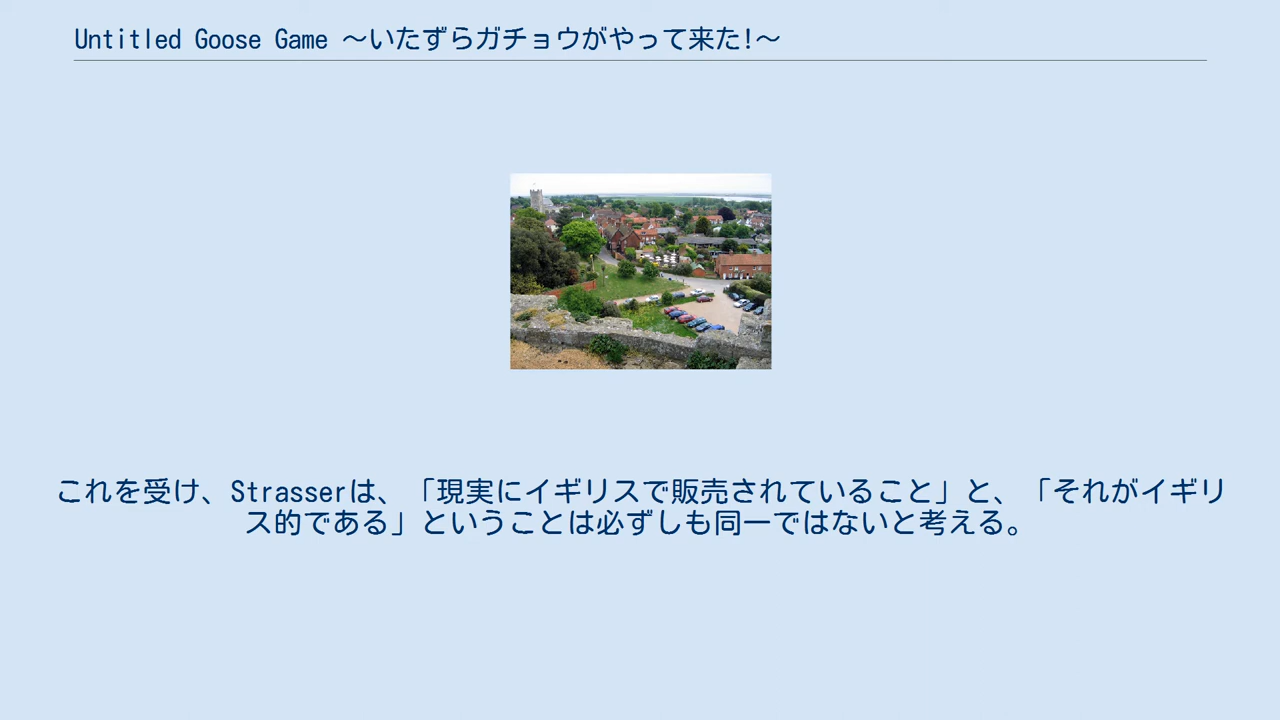 Untitled Goose Game ～いたずらガチョウがやって来た!～
これを受け、Strasserは、「現実にイギリスで販売されていること」と、「それがイギリ
ス的である」ということは必ずしも同一ではないと考える。